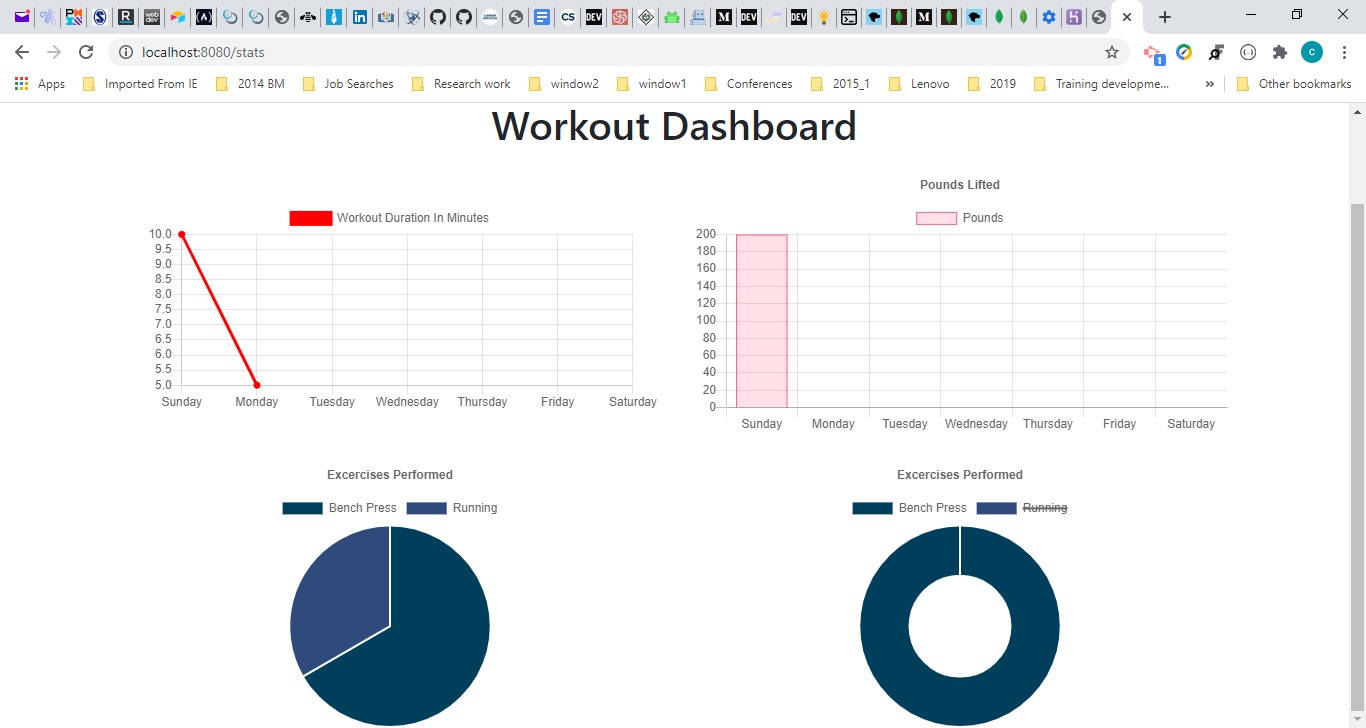 localhost:8080/stats
1
C
Apps Imported From IE 2014 BM Job Searches Research work window2 window1 Conferences 2015_1 Lenovo 2019 Training developme... » Other bookmarks
Workout Dashboard
Pounds Lifted
Workout Duration In Minutes
Pounds
10.0
9.5
9.0
8.5
8.0
7.5
7.0
6.5
6.0
5.5
5.0
Sunday Monday Tuesday Wednesday Thursday Friday Saturday
200
180
160
140
120
100
80
60
40
20
0
Sunday Monday Tuesday Wednesday Thursday Friday Saturday
Excercises Performed
Bench Press Running
Excercises Performed
Bench Press Running